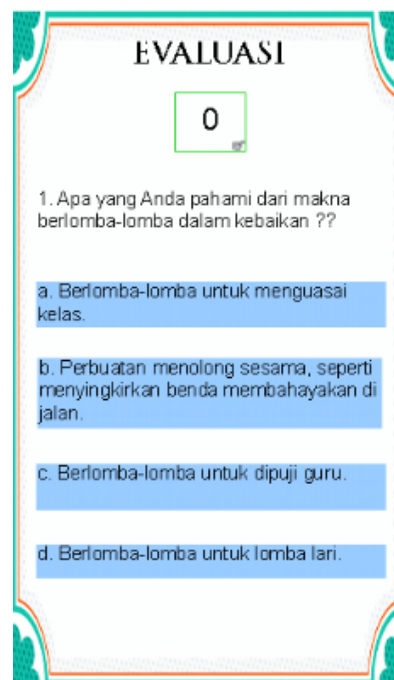 EVALUASI
0
1. Apa yang Anda pahami dari makna
berlomba-lomba dalam kebaikan ??
a. Berlomba-lomba untuk menguasai
kelas.
b. Perbuatan menolong sesama, seperti
menyingkirkan benda membahayakan di
jalan.
c. Berlomba-lomba untuk dipuji guru.
d. Berlomba-lomba untuk lomba lari.